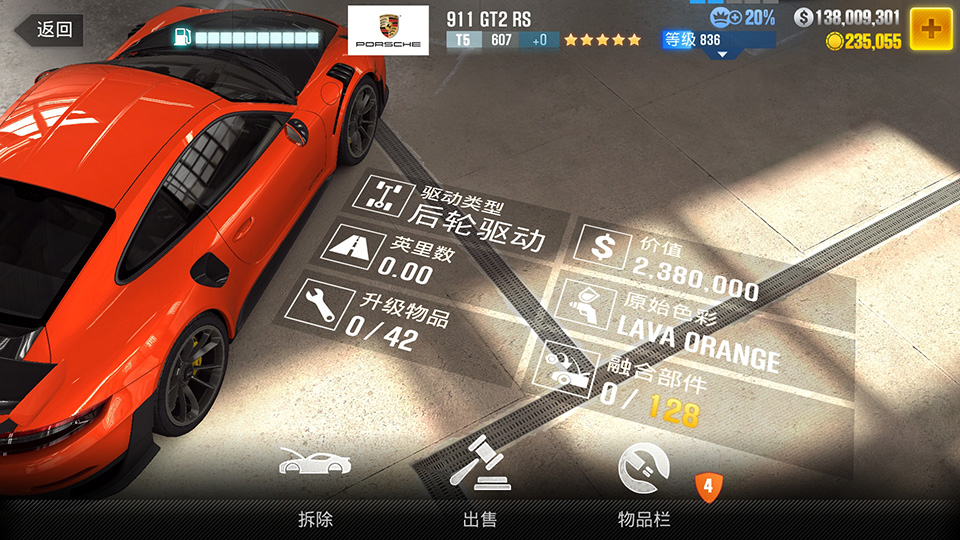 返回
PORSCHE
911 GT2 RS
T5 607 +0
等级 836
20%
138,009,301
235,055
驱动类型
后轮驱动
英里数
0.00
升级物品
0/42
价值
2.380.000
原始色彩
LAVA ORANGE
融合部件
0/128
拆除
出售
物品栏
4